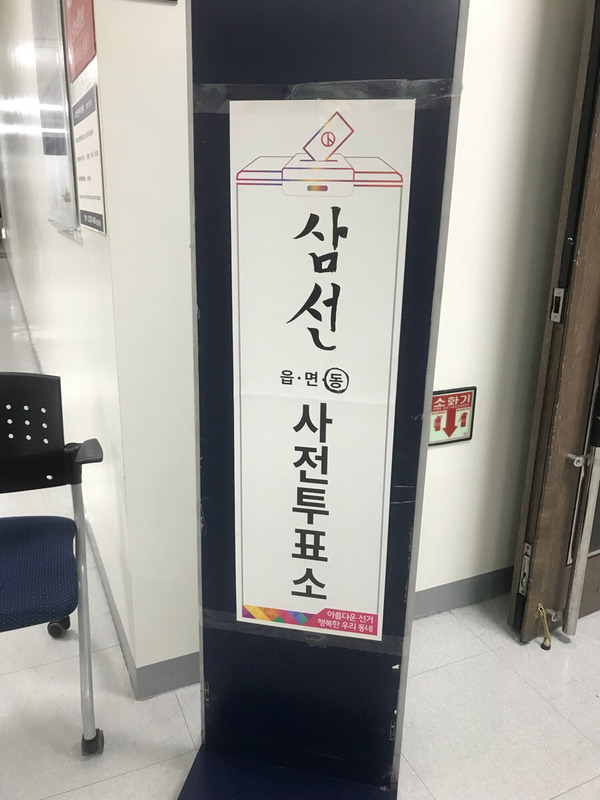 삼선
읍·면·동
사전투표소
아름다운 선거
행복한 우리 동네
소화기